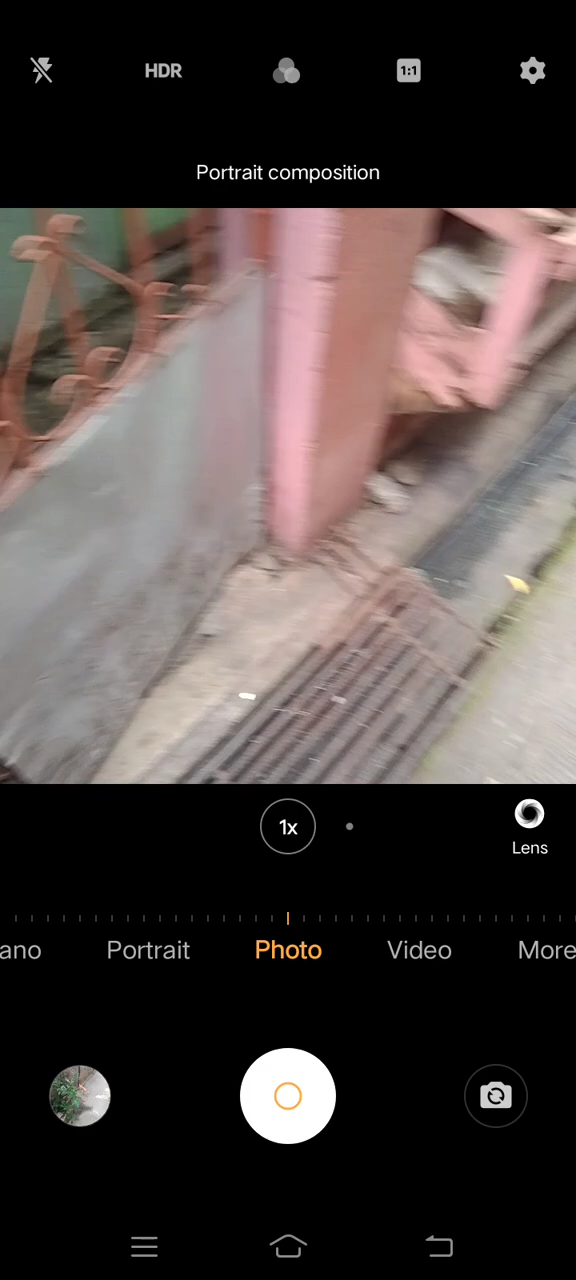 HDR
1:1
Portrait composition
1x
Lens
ano
Portrait
Photo
Video
More